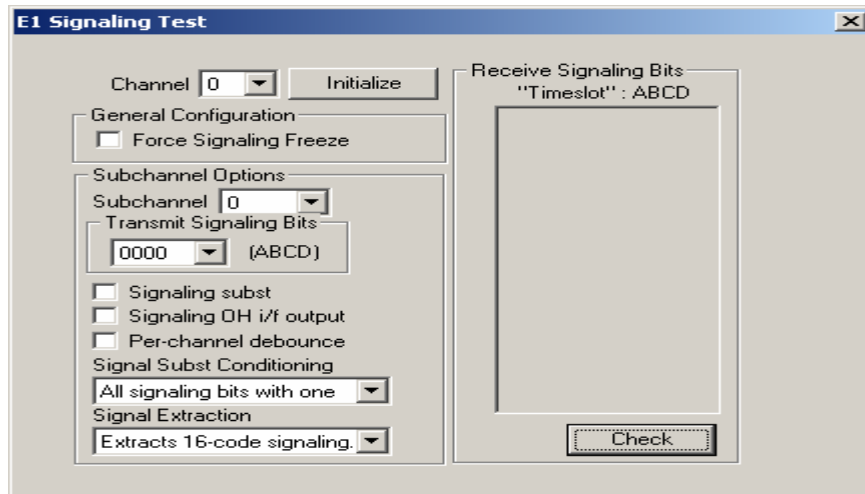 E1 Signaling Test
Channel 0 Initialize
General Configuration
Force Signaling Freeze
Subchannel Options
Subchannel 0
Transmit Signaling Bits
0000 (ABCD)
Signaling subst
Signaling OH i/f output
Per-channel debounce
Signal Subst Conditioning
All signaling bits with one
Signal Extraction
Extracts 16-code signaling.
Receive Signaling Bits
"Timeslot" : ABCD
Check